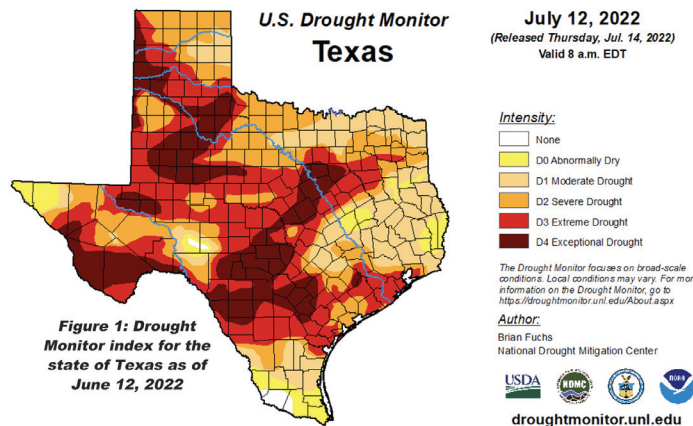 U.S. Drought Monitor
Texas
July 12, 2022
(Released Thursday, Jul. 14, 2022)
Valid 8 a.m. EDT
Intensity:
None
D0 Abnormally Dry
D1 Moderate Drought
D2 Severe Drought
D3 Extreme Drought
D4 Exceptional Drought
The Drought Monitor focuses on broad-scale
conditions. Local conditions may vary. For more
information on the Drought Monitor, go to
https://droughtmonitor.unl.edu/About.aspx
Author:
Brian Fuchs
National Drought Mitigation Center
Figure 1: Drought
Monitor index for the
state of Texas as of
June 12, 2022
USDA
NDMC
NOAA
droughtmonitor.unl.edu